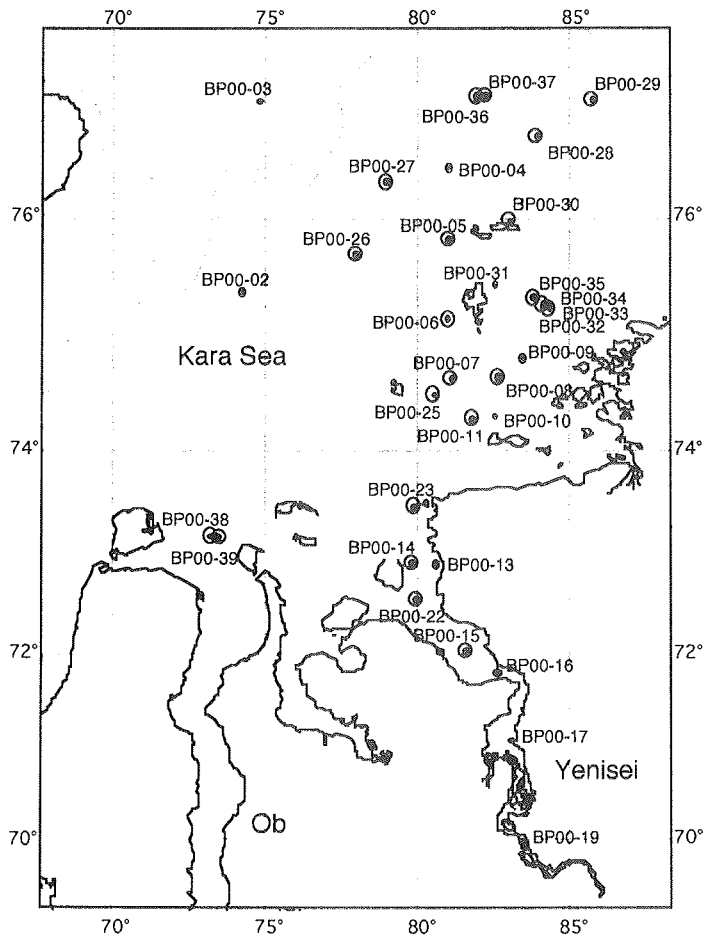 70° 75° 80° 85°
BP00-03
BP00-37
BP00-29
BP00-36
BP00-28
BP00-27
BP00-04
BP00-30
76° 76°
BP00-05
BP00-26
BP00-31
BP00-02
BP00-35
BP00-34
BP00-33
BP00-06
BP00-32
Kara Sea
BP00-09
BP00-07
BP00-08
BP00-25
BP00-10
BP00-11
74° 74°
BP00-23
BP00-38
BP00-14
BP00-39
BP00-13
BP00-22
BP00-15
72° 72°
BP00-16
BP00-17
Yenisei
Ob
70° 70°
BP00-19
70° 75° 80° 85°